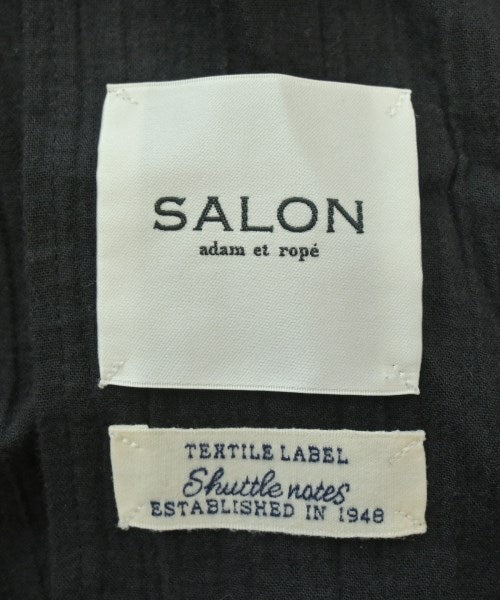 SALON
adam et ropé
TEXTILE LABEL
Shuttle notes
ESTABLISHED IN 1948